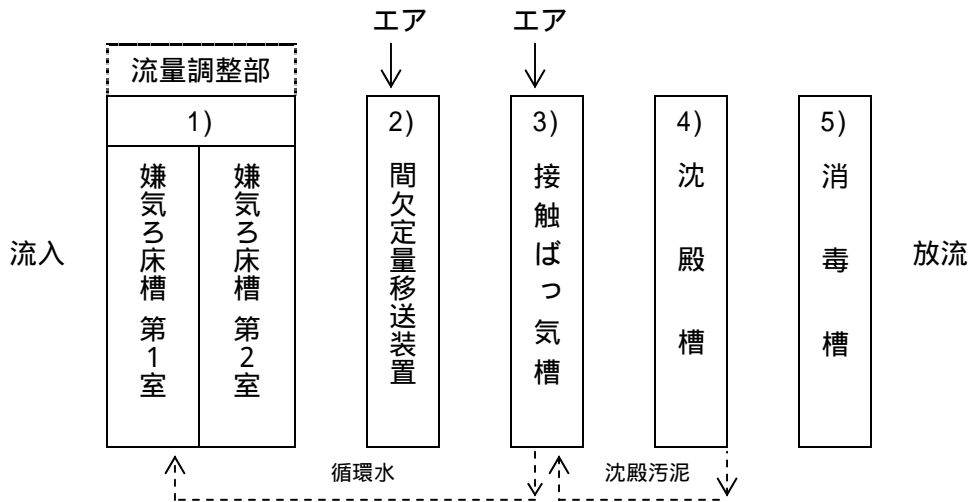 エア
エア
流量調整部
1)
2)
3)
4)
5)
嫌気ろ床槽 第1室
嫌気ろ床槽 第2室
間欠定量移送装置
接触ばっ気槽
沈殿槽
消毒槽
流入
放流
循環水
沈殿汚泥